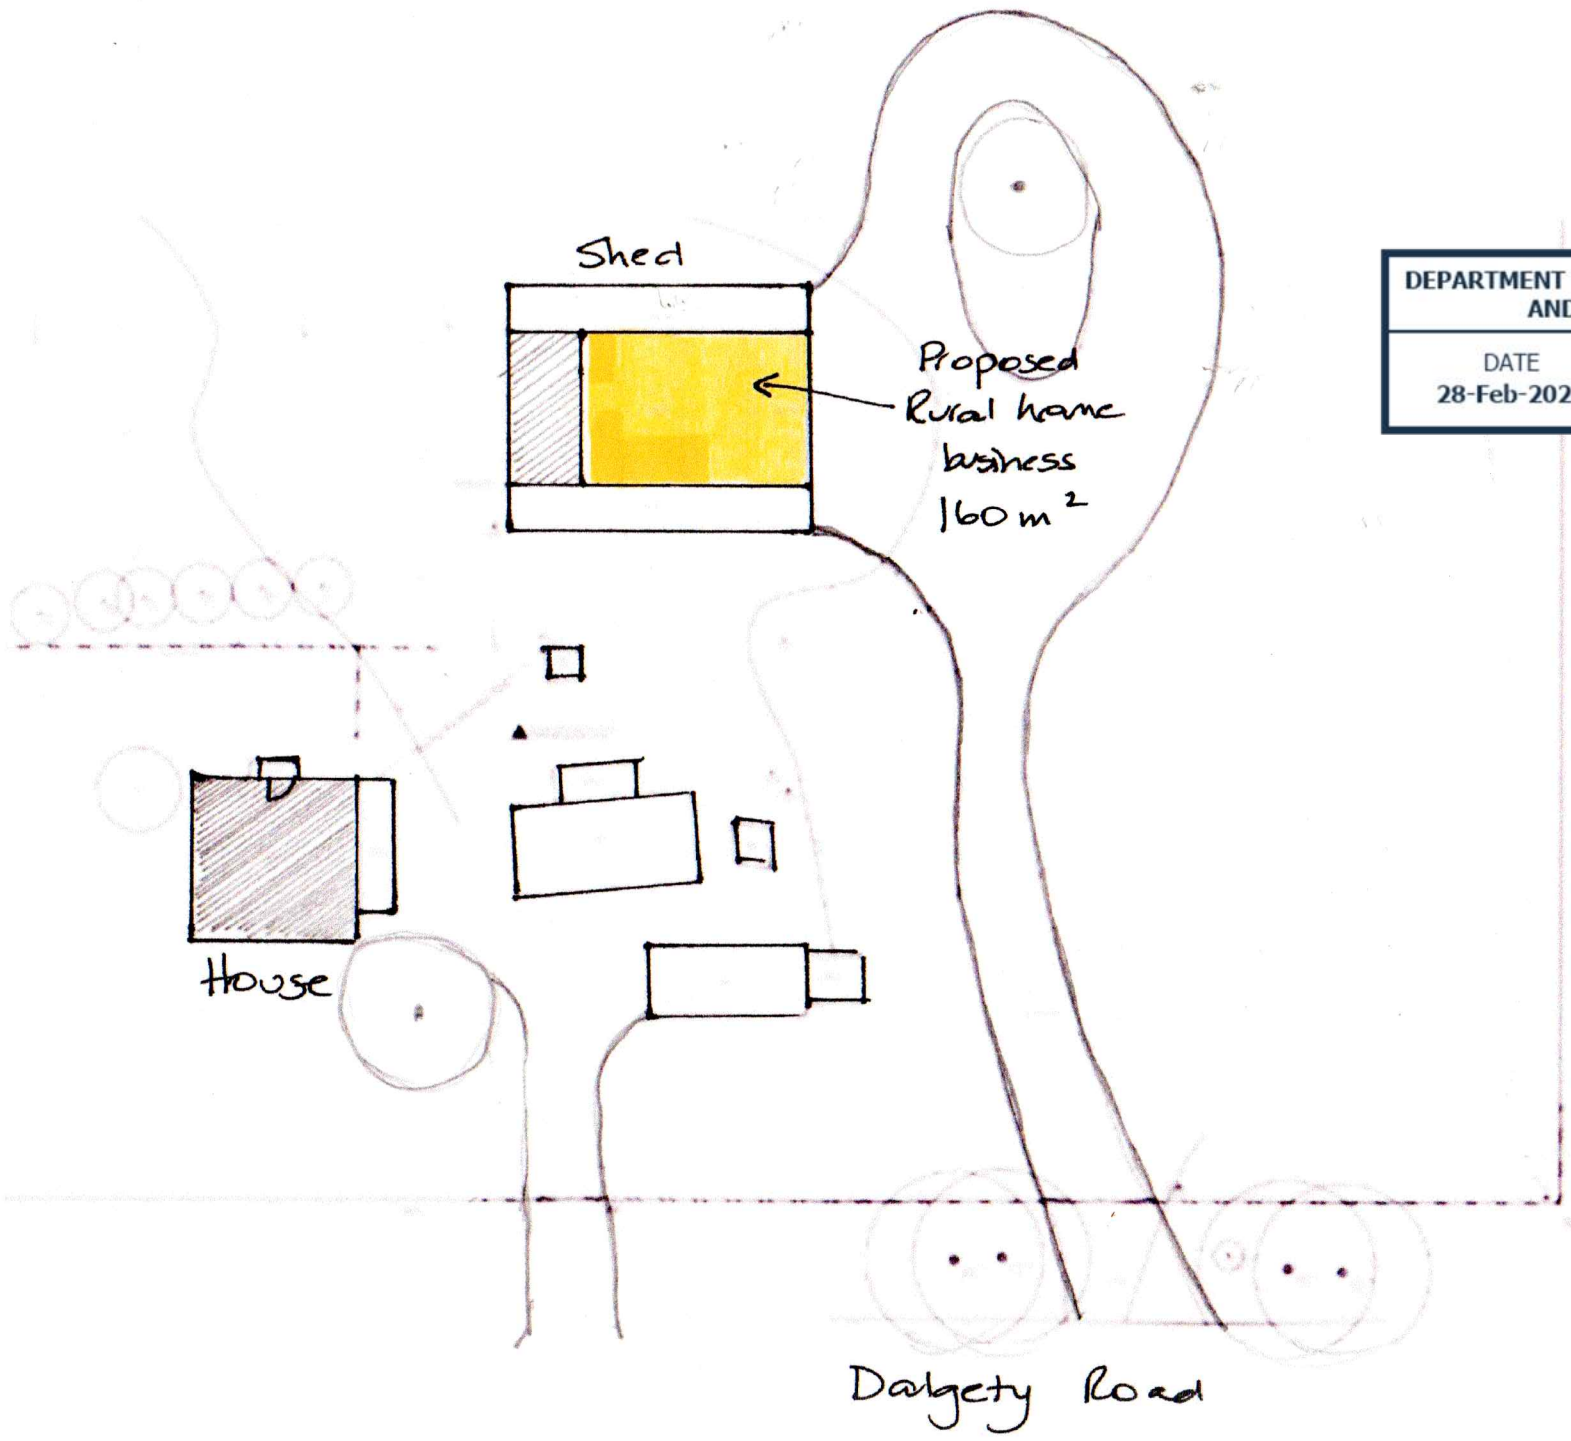 Shed
Proposed
Rural home
business
160 m²
DEPARTMENT
AND
DATE
28-Feb-202
House
Dalgety Road